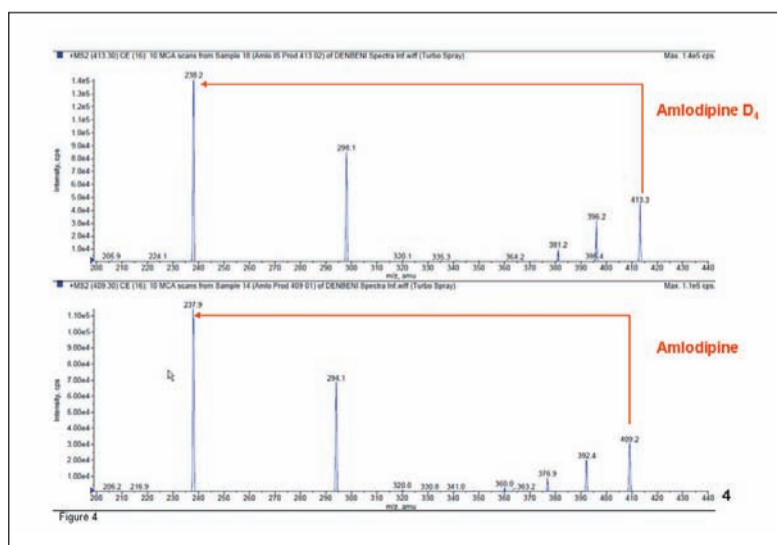 +MS2 (413.30) CE (16): 10 MCA scans from Sample 18 (Amlo IS Prod 413 02) of DENBENI Spectra Inf.wiff (Turbo Spray)
Max. 1.4e5 cps.
238.2
1.4e5
1.3e5
1.2e5
1.1e5
1.0e5
9.0e4
8.0e4
7.0e4
6.0e4
5.0e4
4.0e4
3.0e4
2.0e4
1.0e4
Intensity, cps
Amlodipine D4
298.1
413.3
396.2
381.2
206.9
224.1
320.1
335.3
364.2
395.4
200 210 220 230 240 250 260 270 280 290 300 310 320 330 340 350 360 370 380 390 400 410 420 430 440
m/z, amu
+MS2 (409.30) CE (16): 10 MCA scans from Sample 14 (Amlo Prod 409 01) of DENBENI Spectra Inf.wiff (Turbo Spray)
Max. 1.1e5 cps.
237.9
1.10e5
1.00e5
9.00e4
8.00e4
7.00e4
6.00e4
5.00e4
4.00e4
3.00e4
2.00e4
1.00e4
Intensity, cps
Amlodipine
294.1
409.2
392.4
376.9
206.2
216.9
320.0
330.8
341.0
360.0
363.2
200 210 220 230 240 250 260 270 280 290 300 310 320 330 340 350 360 370 380 390 400 410 420 430 440
m/z, amu
4
Figure 4